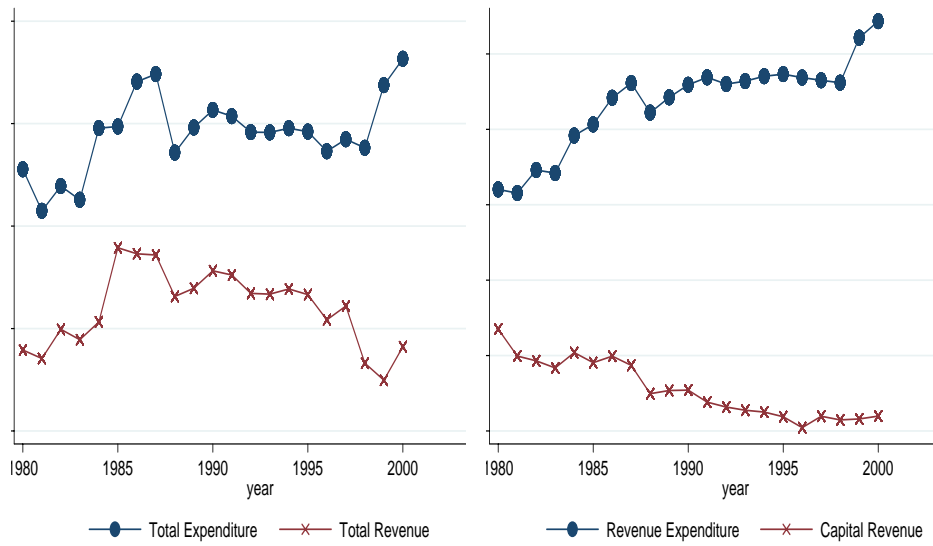 1980 1985 1990 1995 2000
year
Total Expenditure Total Revenue
1980 1985 1990 1995 2000
year
Revenue Expenditure Capital Revenue